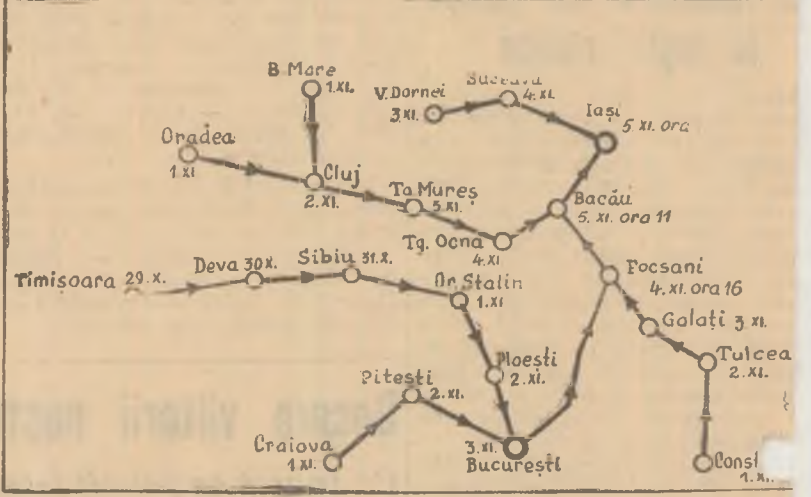 B. Mare
1. XI.
V. Dornei
3. XI.
Suceava
4. XI.
Iași
5. XI. ora
Oradea
1 XI
Cluj
2. XI.
Tg. Mureș
3. XI.
Tg. Ocna
4. XI
Bacău
5. XI. ora 11
Timișoara 29. X.
Deva 30 X.
Sibiu 31. X.
Or. Stalin
1. XI
Focsani
4. XI. ora 16
Galați 3 XI.
Tulcea
2. XI.
Ploești
2. XI.
Pitești
2. XI.
Craiova
1 XI.
3. XI.
București
Const
1. XI.